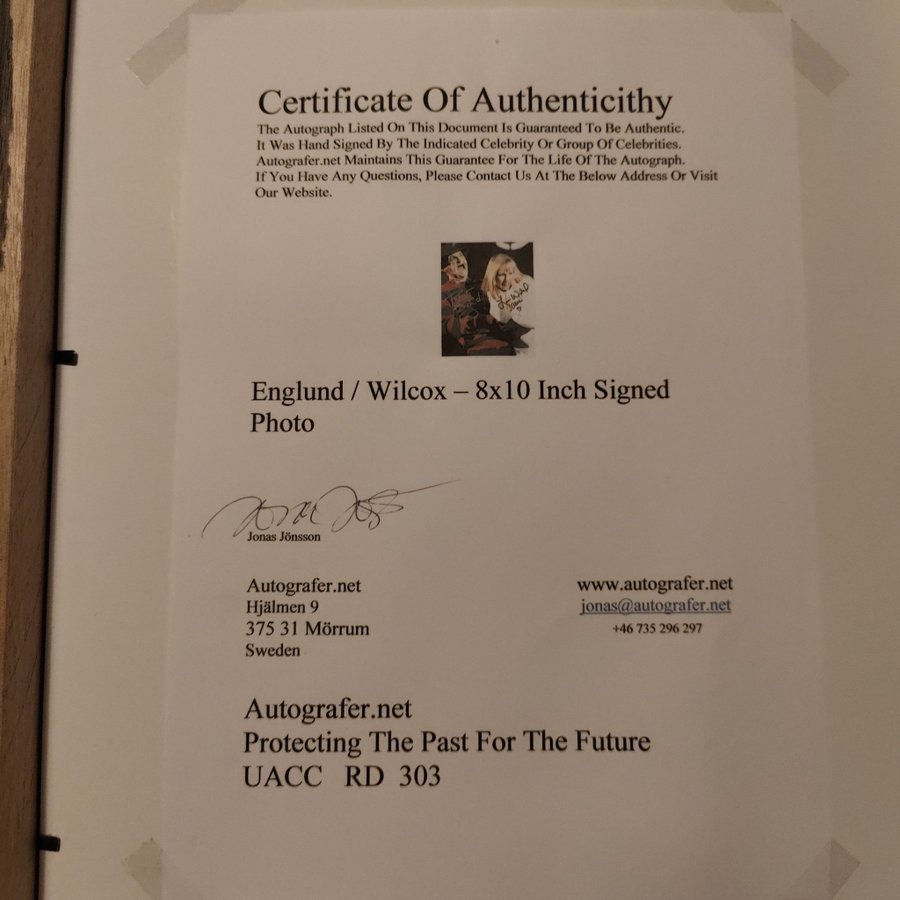 Certificate Of Authenticithy
The Autograph Listed On This Document Is Guaranteed To Be Authentic.
It Was Hand Signed By The Indicated Celebrity Or Group Of Celebrities.
Autografer.net Maintains This Guarantee For The Life Of The Autograph.
If You Have Any Questions, Please Contact Us At The Below Address Or Visit
Our Website.
Englund / Wilcox – 8x10 Inch Signed
Photo
Jonas Jönsson
Autografer.net
Hjälmen 9
375 31 Mörrum
Sweden
www.autografer.net
jonas@autografer.net
+46 735 296 297
Autografer.net
Protecting The Past For The Future
UACC RD 303